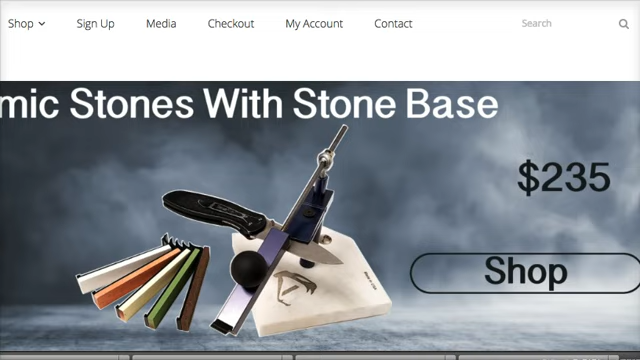 Shop Sign Up Media Checkout My Account Contact Search
mic Stones With Stone Base
$235
Shop